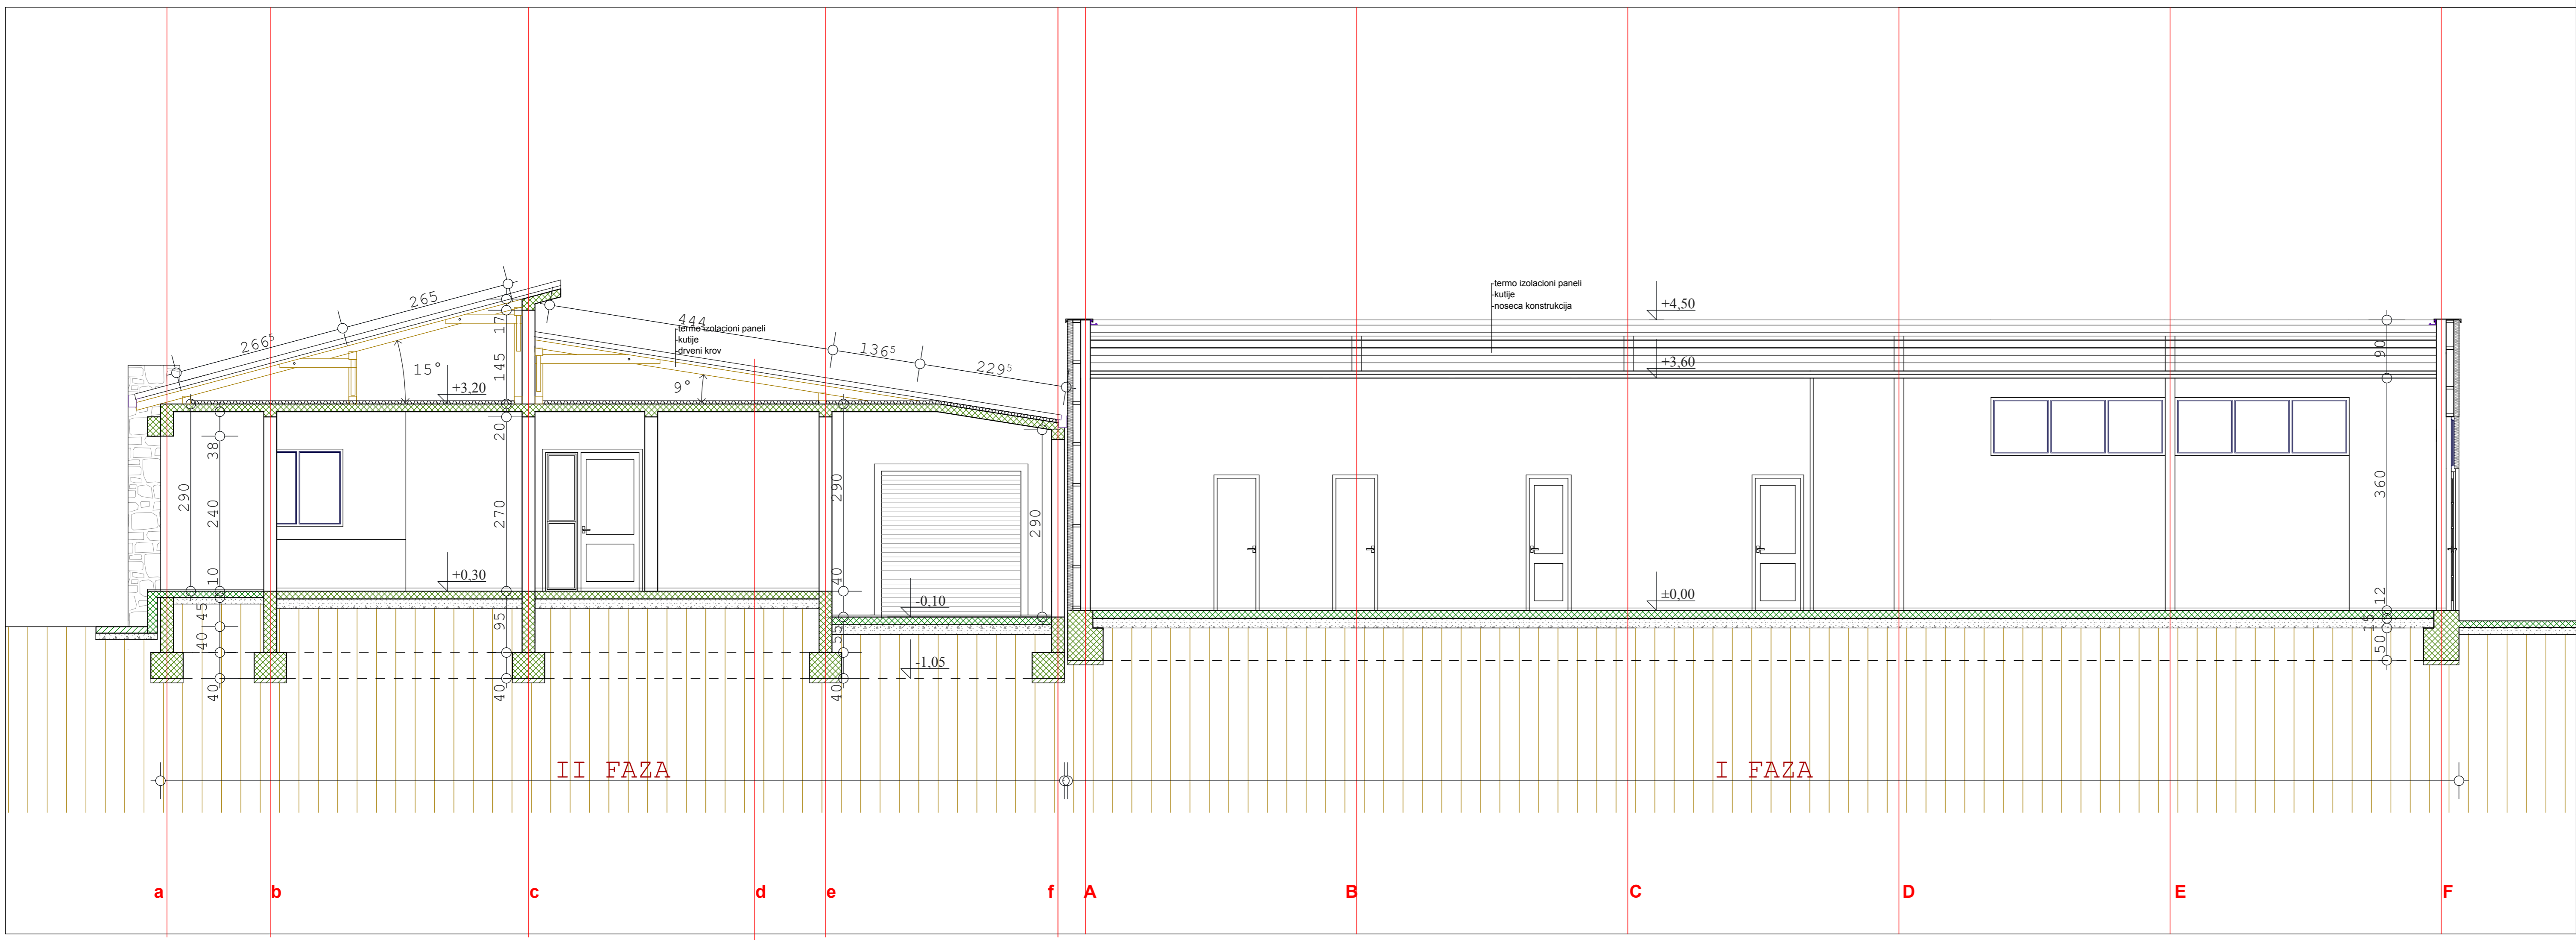 -termo izolacioni paneli
-kutije
-noseca konstrukcija
+4,50
265
266⁵
17
444
-termo izolacioni paneli
-kutije
-drveni krov
136⁵
229⁵
145
15°
9°
+3,20
+3,60
90
20
38
290
240
270
290
290
360
10
+0,30
40
-0,10
±0,00
12
45
40
95
55
-1,05
50
40
40
40
II FAZA
I FAZA
a
b
c
d
e
f
A
B
C
D
E
F